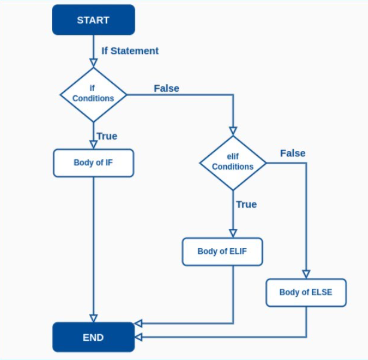 START
If Statement
if
Conditions
False
True
Body of IF
elif
Conditions
False
True
Body of ELIF
Body of ELSE
END